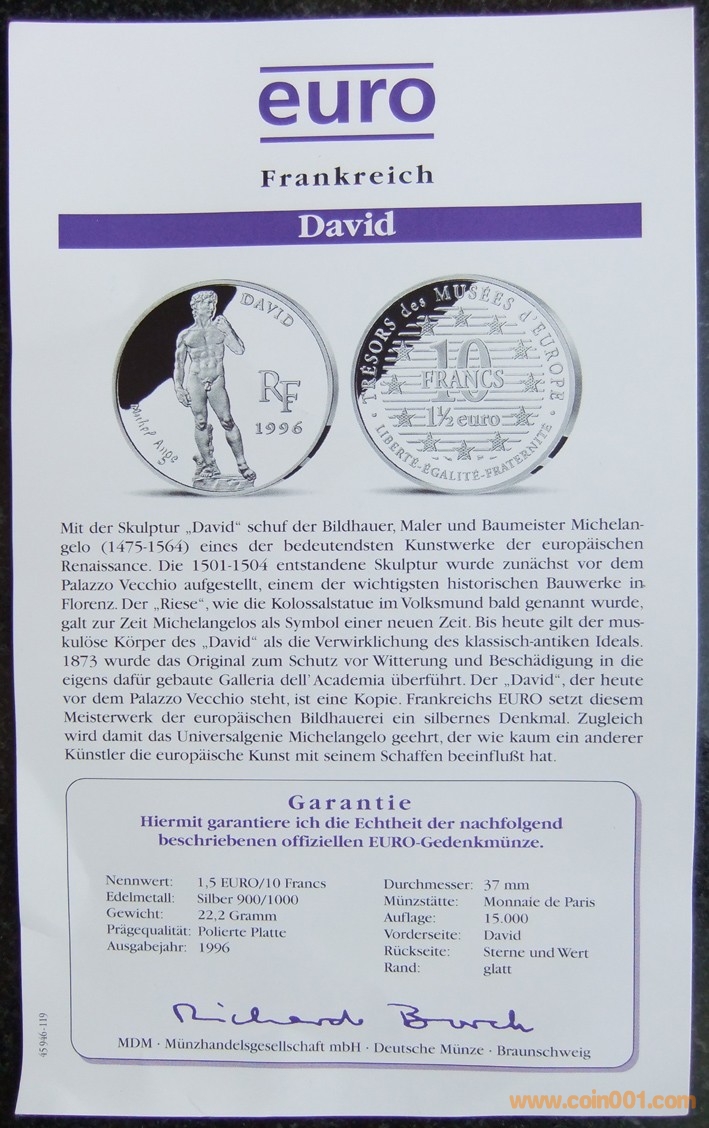 euro
Frankreich
David
DAVID
RF
1996
TRÉSORS des MUSÉES d'EUROPE
10
FRANCS
1½ euro
· LIBERTÉ-ÉGALITÉ-FRATERNITÉ ·
Mit der Skulptur „David“ schuf der Bildhauer, Maler und Baumeister Michelan-
gelo (1475-1564) eines der bedeutendsten Kunstwerke der europäischen
Renaissance. Die 1501-1504 entstandene Skulptur wurde zunächst vor dem
Palazzo Vecchio aufgestellt, einem der wichtigsten historischen Bauwerke in
Florenz. Der „Riese“, wie die Kolossalstatue im Volksmund bald genannt wurde,
galt zur Zeit Michelangelos als Symbol einer neuen Zeit. Bis heute gilt der mus-
kulöse Körper des „David“ als die Verwirklichung des klassisch-antiken Ideals.
1873 wurde das Original zum Schutz vor Witterung und Beschädigung in die
eigens dafür gebaute Galleria dell'Academia überführt. Der „David“, der heute
vor dem Palazzo Vecchio steht, ist eine Kopie. Frankreichs EURO setzt diesem
Meisterwerk der europäischen Bildhauerei ein silbernes Denkmal. Zugleich
wird damit das Universalgenie Michelangelo geehrt, der wie kaum ein anderer
Künstler die europäische Kunst mit seinem Schaffen beeinflußt hat.
Garantie
Hiermit garantiere ich die Echtheit der nachfolgend
beschriebenen offiziellen EURO-Gedenkmünze.
Nennwert: 1,5 EURO/10 Francs
Edelmetall: Silber 900/1000
Gewicht: 22,2 Gramm
Prägequalität: Polierte Platte
Ausgabejahr: 1996
Durchmesser: 37 mm
Münzstätte: Monnaie de Paris
Auflage: 15.000
Vorderseite: David
Rückseite: Sterne und Wert
Rand: glatt
MDM · Münzhandelsgesellschaft mbH · Deutsche Münze · Braunschweig
45 946-119
www.coin001.com